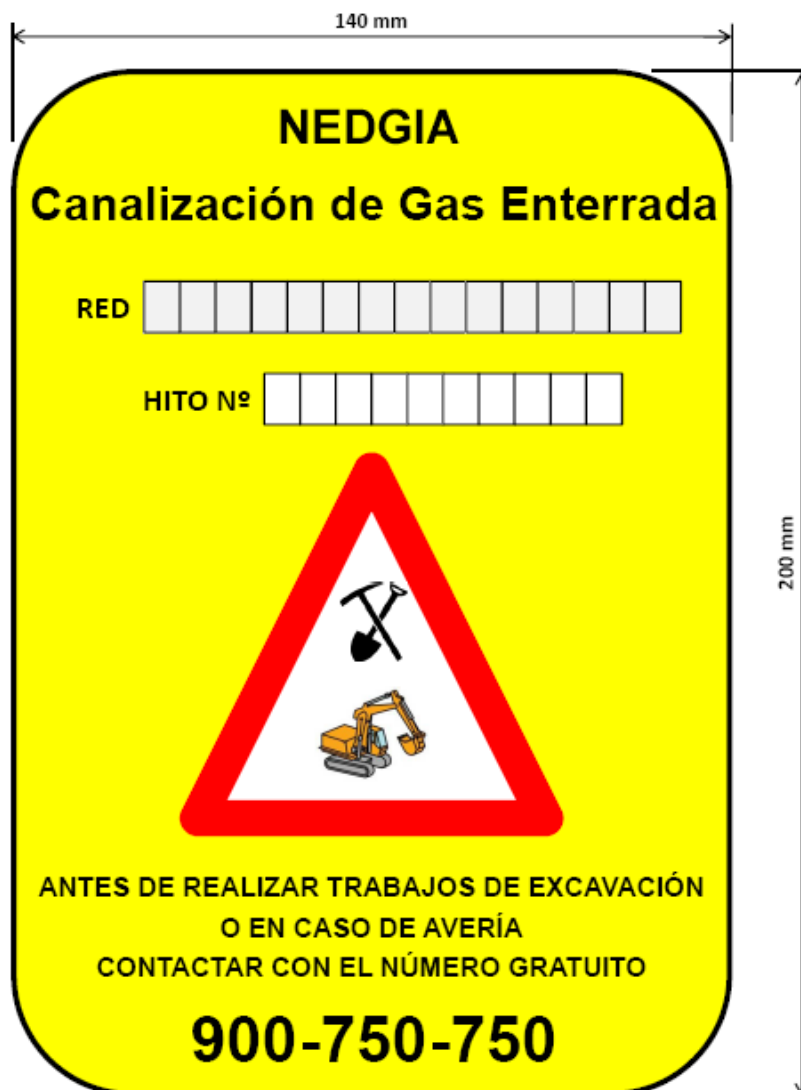 140 mm
NEDGIA
Canalización de Gas Enterrada
RED
HITO Nº
200 mm
ANTES DE REALIZAR TRABAJOS DE EXCAVACIÓN
O EN CASO DE AVERÍA
CONTACTAR CON EL NÚMERO GRATUITO
900-750-750